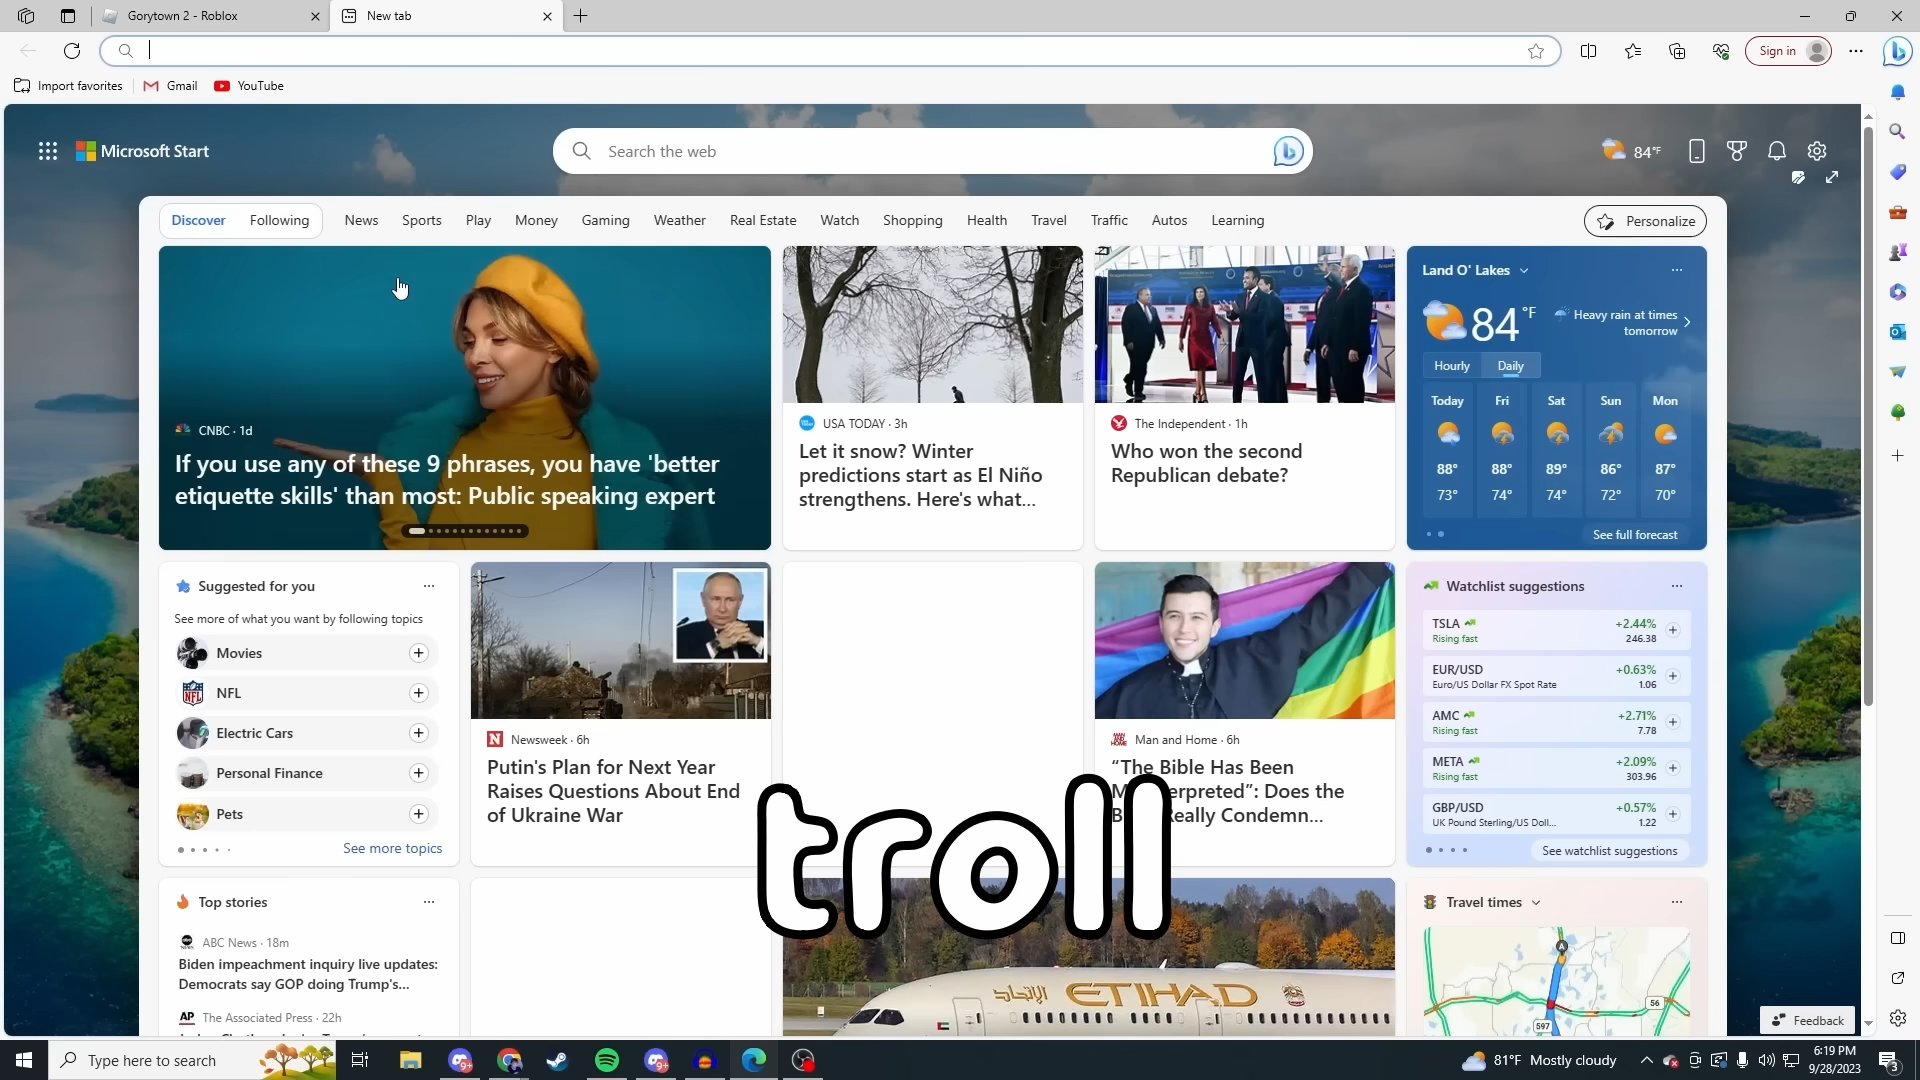 Gorytown 2 - Roblox
New tab
Sign in
Import favorites
Gmail
YouTube
Microsoft Start
Search the web
84°F
Discover
Following
News
Sports
Play
Money
Gaming
Weather
Real Estate
Watch
Shopping
Health
Travel
Traffic
Autos
Learning
Personalize
CNBC · 1d
If you use any of these 9 phrases, you have 'better
etiquette skills' than most: Public speaking expert
USA TODAY · 3h
Let it snow? Winter
predictions start as El Niño
strengthens. Here's what...
The Independent · 1h
Who won the second
Republican debate?
Land O' Lakes
84°F
Heavy rain at times
tomorrow
Hourly
Daily
Today
Fri
Sat
Sun
Mon
88°
88°
89°
86°
87°
73°
74°
74°
72°
70°
See full forecast
Suggested for you
See more of what you want by following topics
Movies
NFL
Electric Cars
Personal Finance
Pets
See more topics
Newsweek · 6h
Putin's Plan for Next Year
Raises Questions About End
of Ukraine War
Man and Home · 6h
“The Bible Has Been
Does the
Really Condemn...
troll
Watchlist suggestions
TSLA
+2.44%
Rising fast
246.38
EUR/USD
+0.63%
Euro/US Dollar FX Spot Rate
1.06
AMC
+2.71%
Rising fast
7.78
META
+2.09%
Rising fast
303.96
GBP/USD
+0.57%
UK Pound Sterling/US Doll...
1.22
See watchlist suggestions
Top stories
ABC News · 18m
Biden impeachment inquiry live updates:
Democrats say GOP doing Trump's...
AP The Associated Press · 22h
الإتحاد ETIHAD
Travel times
A
56
597
Feedback
Type here to search
9+
9+
81°F Mostly cloudy
6:19 PM
9/28/2023
3